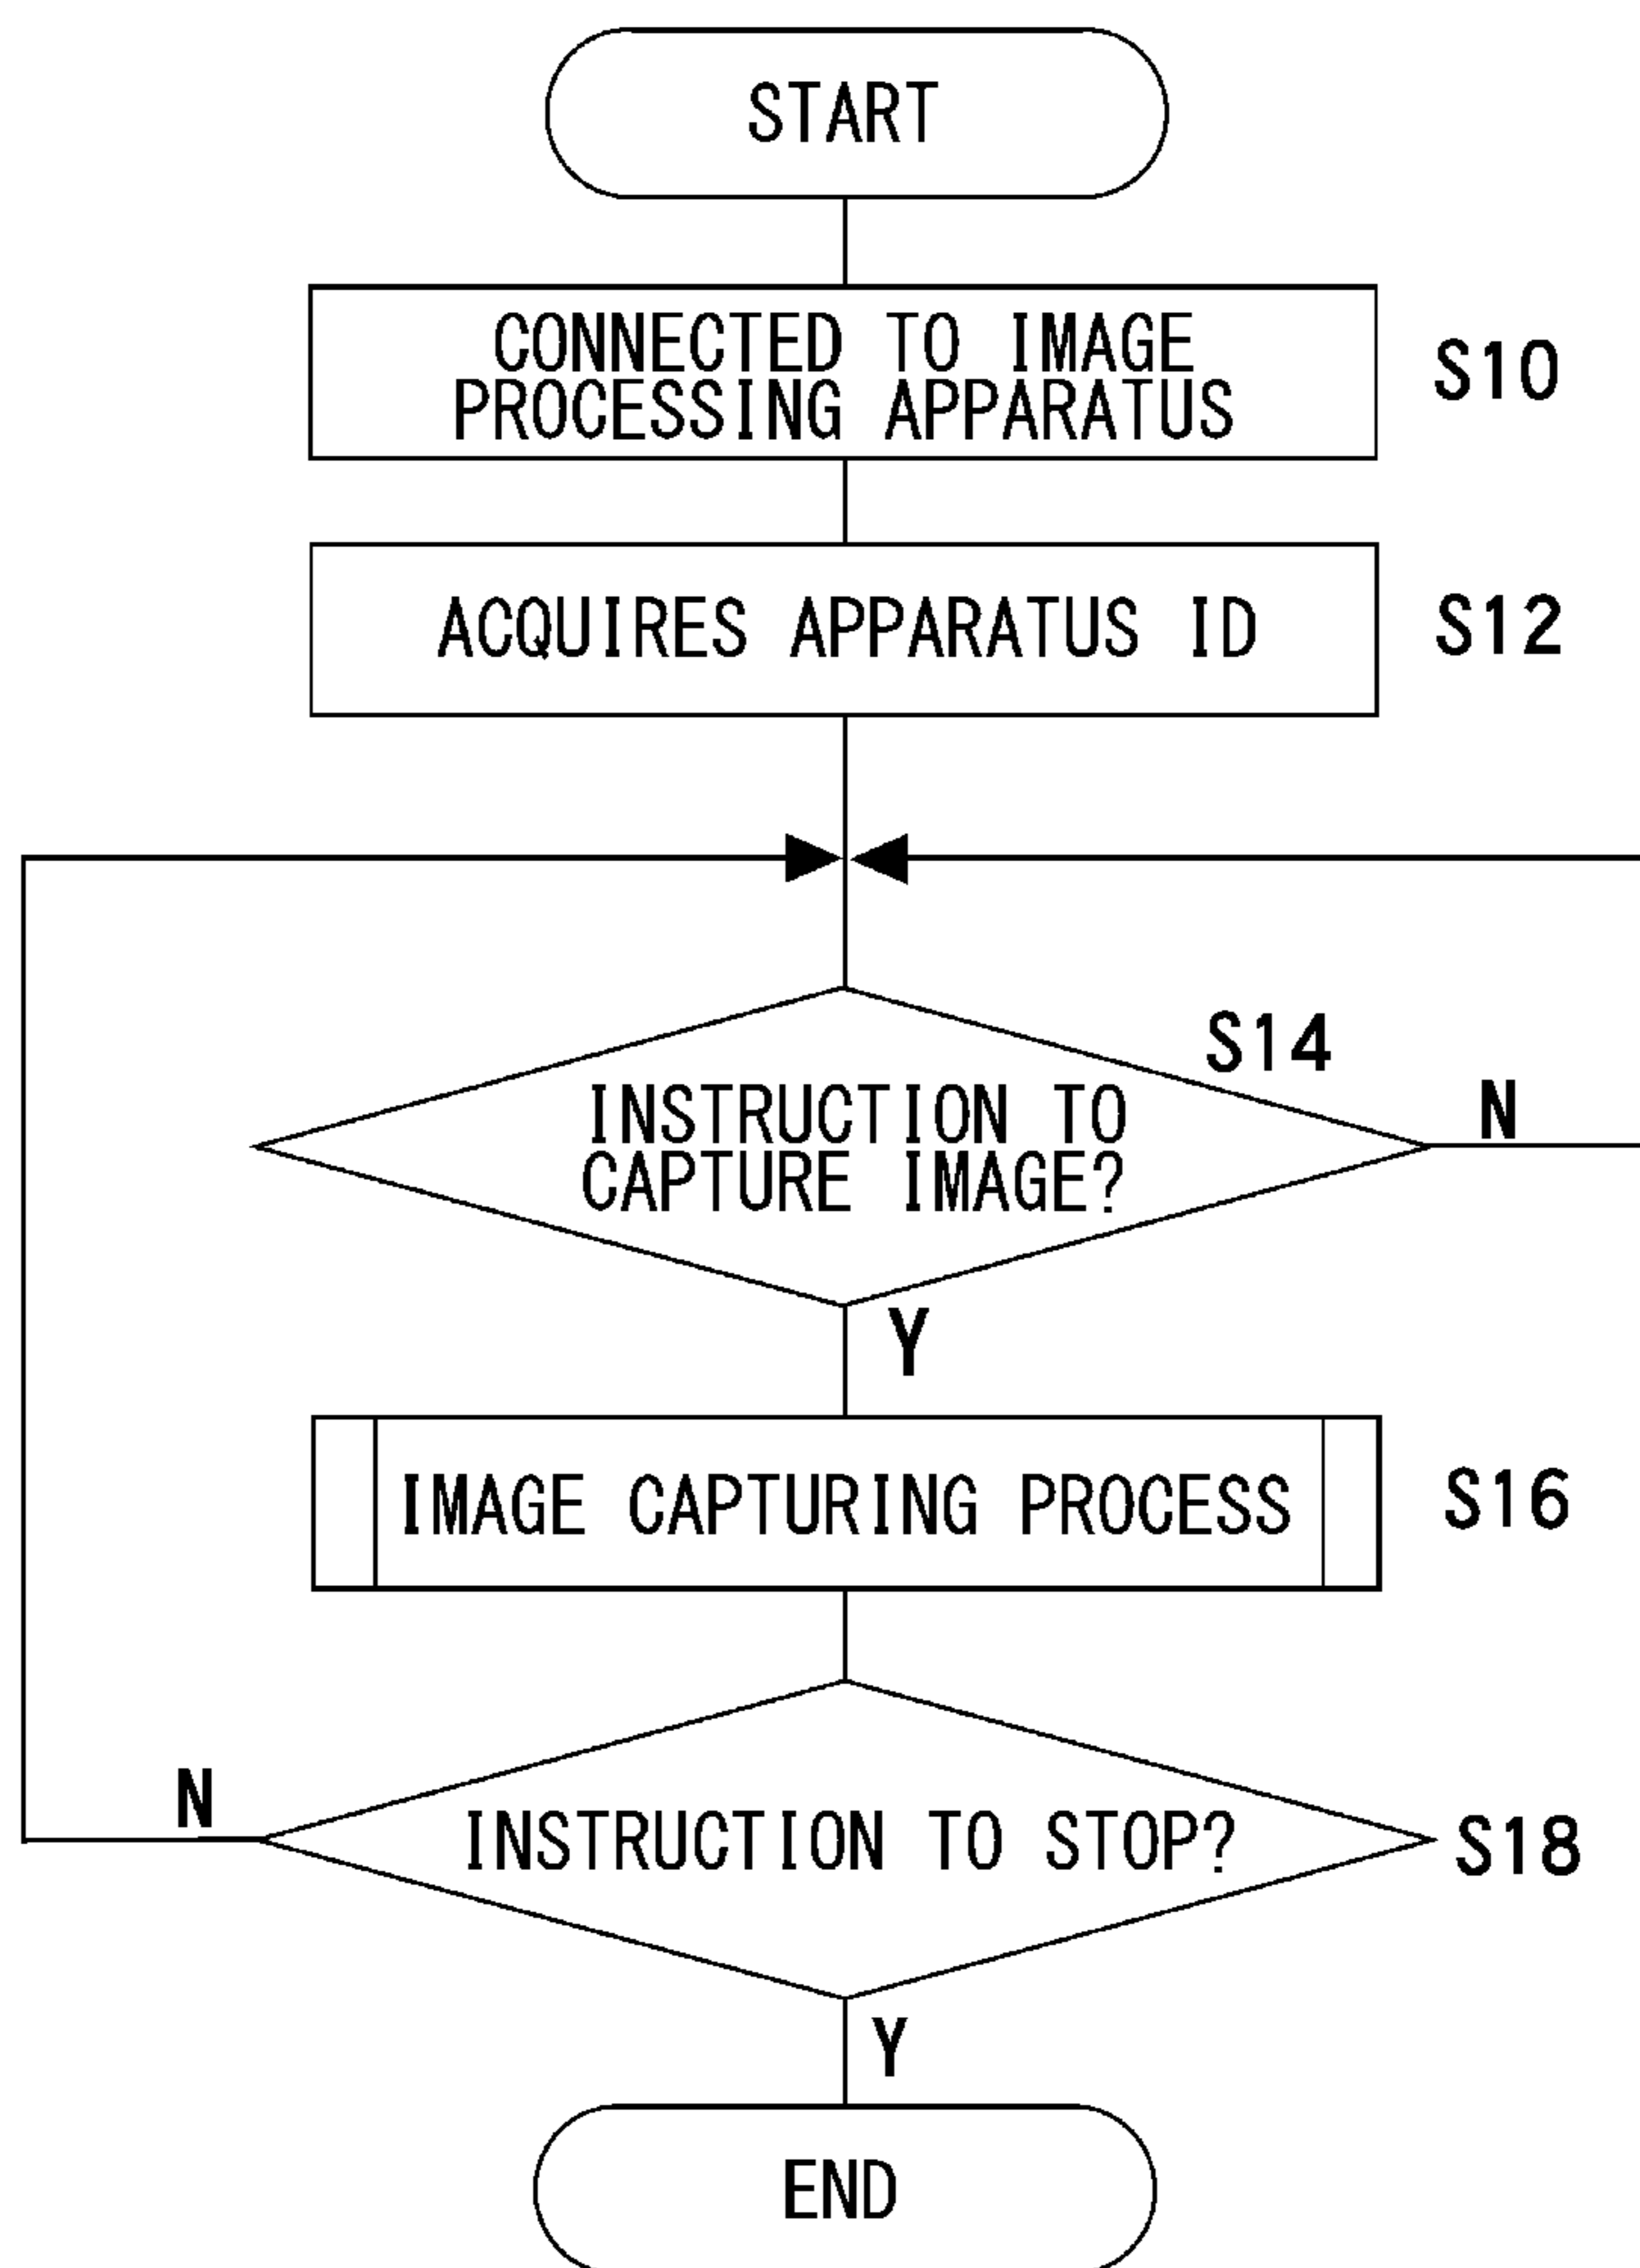 START
CONNECTED TO IMAGE
PROCESSING APPARATUS
S10
ACQUIRES APPARATUS ID
S12
S14
INSTRUCTION TO
CAPTURE IMAGE?
N
Y
IMAGE CAPTURING PROCESS
S16
N
INSTRUCTION TO STOP?
S18
Y
END